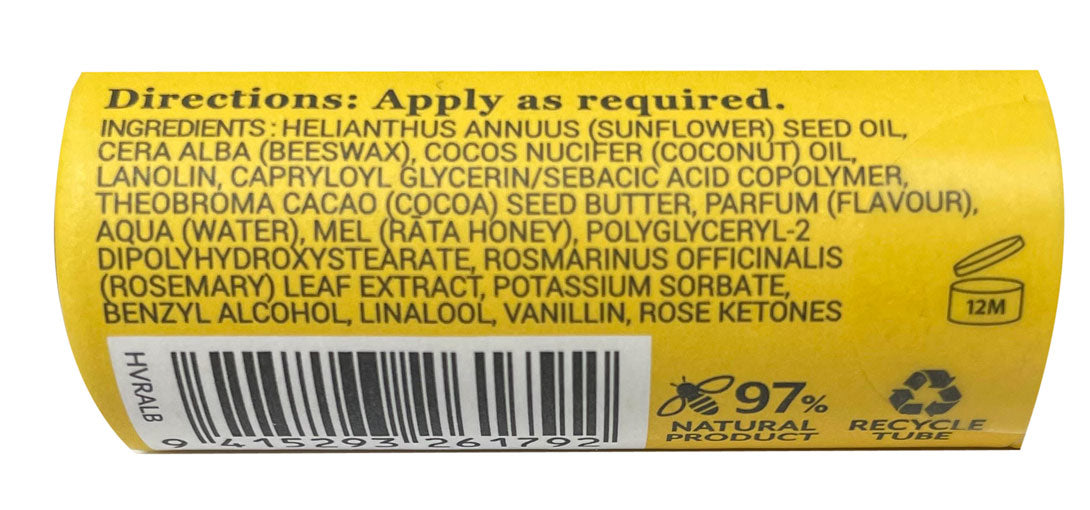 Directions: Apply as required.
INGREDIENTS : HELIANTHUS ANNUUS (SUNFLOWER) SEED OIL,
CERA ALBA (BEESWAX), COCOS NUCIFER (COCONUT) OIL,
LANOLIN, CAPRYLOYL GLYCERIN/SEBACIC ACID COPOLYMER,
THEOBROMA CACAO (COCOA) SEED BUTTER, PARFUM (FLAVOUR),
AQUA (WATER), MEL (RĀTA HONEY), POLYGLYCERYL-2
DIPOLYHYDROXYSTEARATE, ROSMARINUS OFFICINALIS
(ROSEMARY) LEAF EXTRACT, POTASSIUM SORBATE,
BENZYL ALCOHOL, LINALOOL, VANILLIN, ROSE KETONES
12M
HVRALB
9 415293 261792
97%
NATURAL
PRODUCT
RECYCLE
TUBE